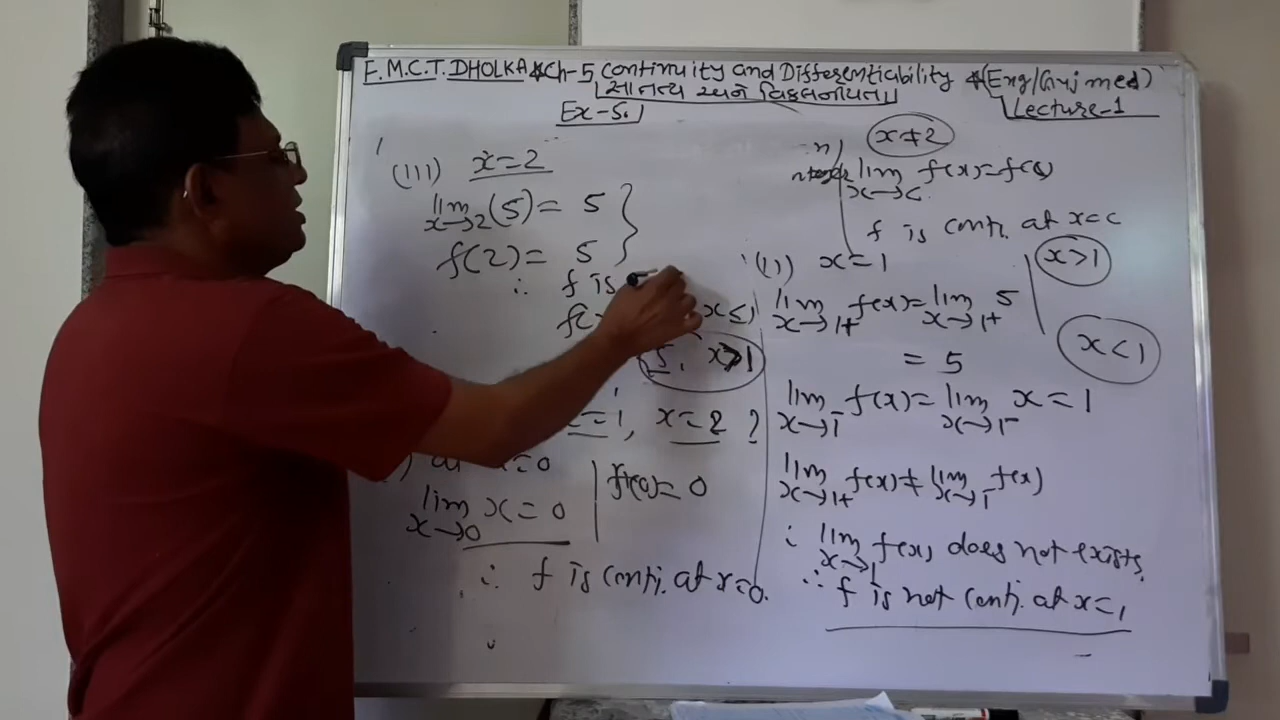 F.M.C.T. DHOLKA * Ch-5 Continuity and Differentiability * (Eng/Guj med)
સાતત્ય અને વિકલનીયતા
Lecture-1
Ex-5.1
(III) x=2
lim x→2 (5) = 5
f(2) = 5
∴ f is
x≤1
5, x>1
=1, x=2 ?
at x=0
lim x→0 x = 0
f(0) = 0
∴ f is conti. at x=0.
x≠2
lim x→c f(x)=f(c)
f is conti. at x=c
(II) x=1
x>1
lim x→1+ f(x) = lim x→1+ 5
= 5
x<1
lim x→1- f(x) = lim x→1- x = 1
lim x→1+ f(x) ≠ lim x→1- f(x)
∴ lim x→1 f(x) does not exists.
∴ f is not conti. at x=1